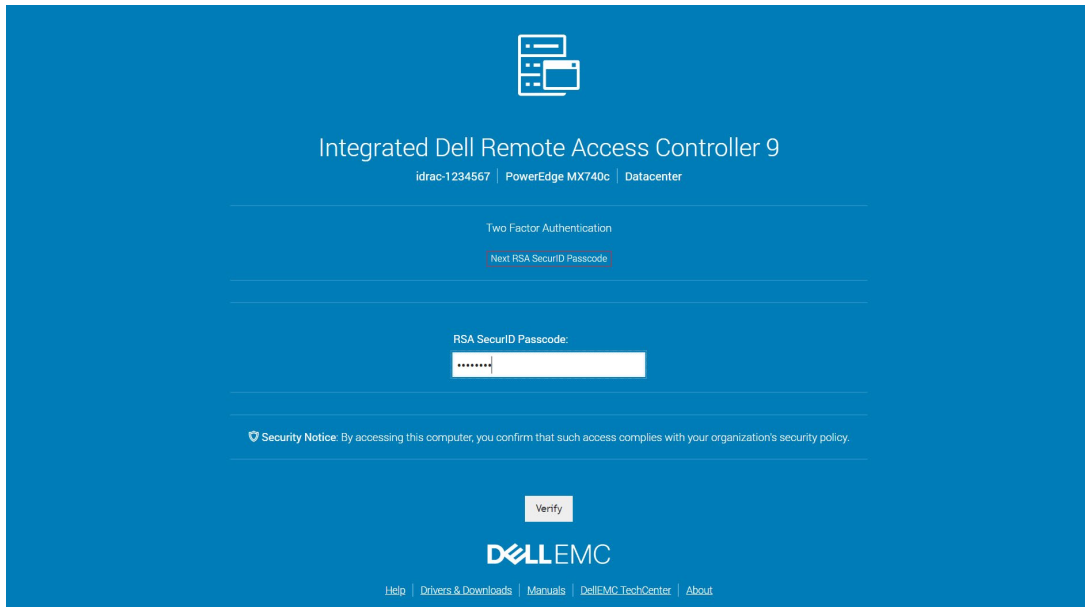 Integrated Dell Remote Access Controller 9
idrac-1234567 | PowerEdge MX740c | Datacenter
Two Factor Authentication
Next RSA SecurID Passcode
RSA SecurID Passcode:
••••••••
Security Notice: By accessing this computer, you confirm that such access complies with your organization's security policy.
Verify
DELLEMC
Help | Drivers & Downloads | Manuals | DellEMC TechCenter | About